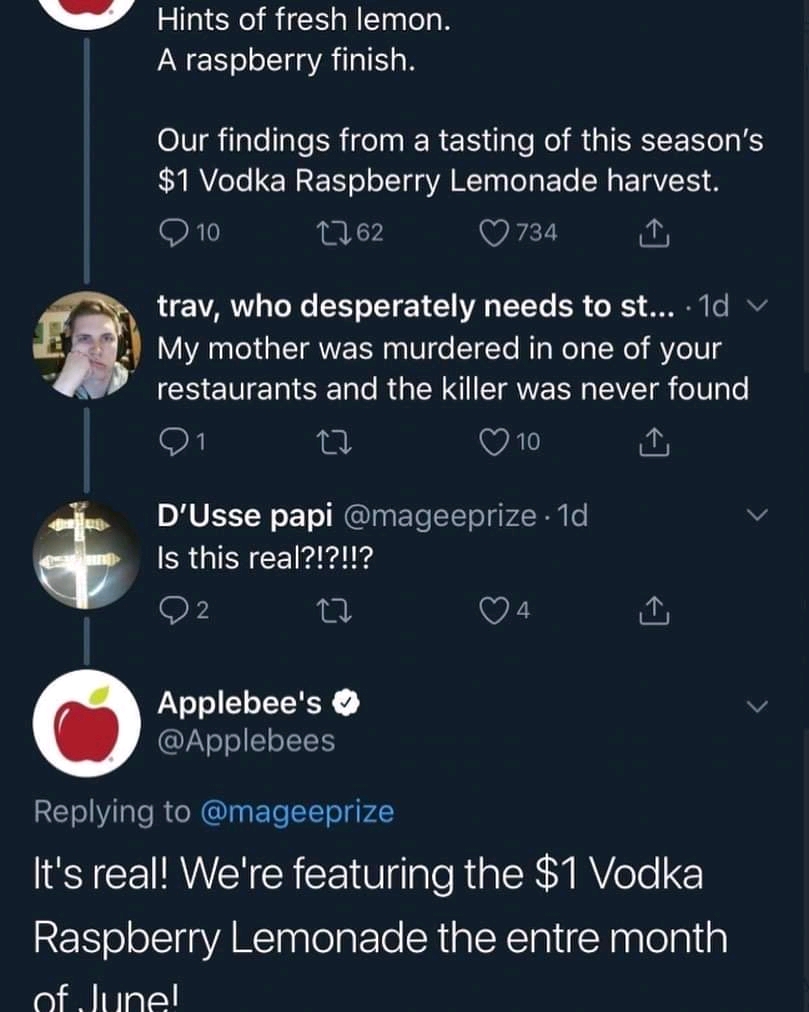 Hints of fresh lemon.
A raspberry finish.
Our findings from a tasting of this season's
$1 Vodka Raspberry Lemonade harvest.
10 62 734
trav, who desperately needs to st... · 1d
My mother was murdered in one of your
restaurants and the killer was never found
1 10
D'Usse papi @mageeprize · 1d
Is this real?!?!!?
2 4
Applebee's
@Applebees
Replying to @mageeprize
It's real! We're featuring the $1 Vodka
Raspberry Lemonade the entre month
of June!